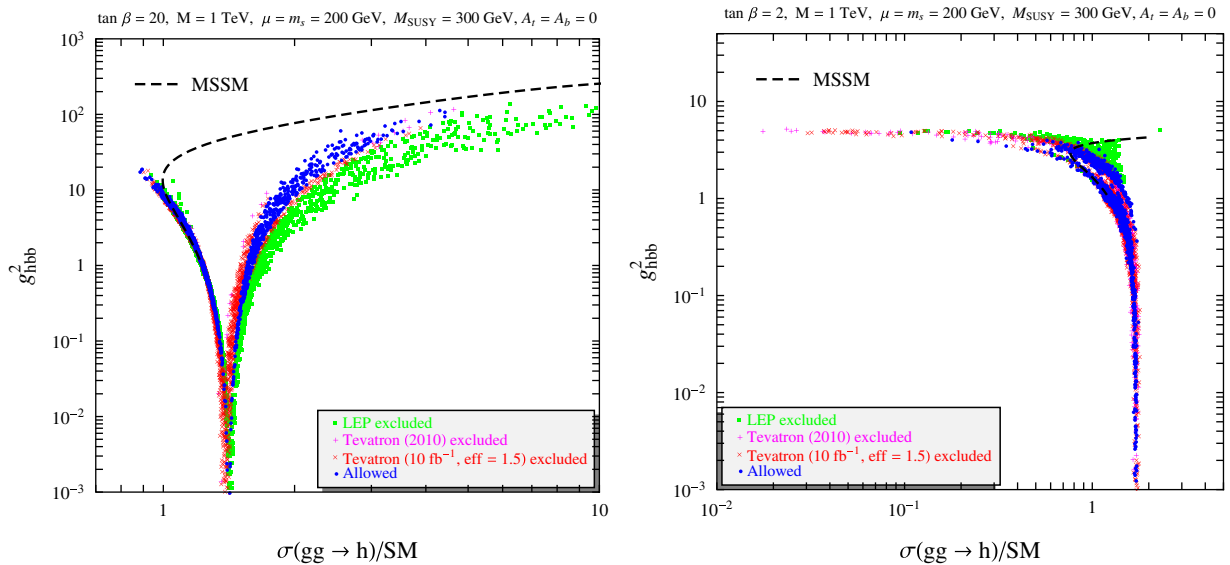 tan β = 20, M = 1 TeV, μ = m_s = 200 GeV, M_SUSY = 300 GeV, A_t = A_b = 0
10^3
10^2
10
1
10^−1
10^−2
10^−3
g^2_hbb
MSSM
LEP excluded
Tevatron (2010) excluded
Tevatron (10 fb^−1, eff = 1.5) excluded
Allowed
1
10
σ(gg → h)/SM
tan β = 2, M = 1 TeV, μ = m_s = 200 GeV, M_SUSY = 300 GeV, A_t = A_b = 0
10
1
10^−1
10^−2
10^−3
g^2_hbb
MSSM
LEP excluded
Tevatron (2010) excluded
Tevatron (10 fb^−1, eff = 1.5) excluded
Allowed
10^−2
10^−1
1
σ(gg → h)/SM